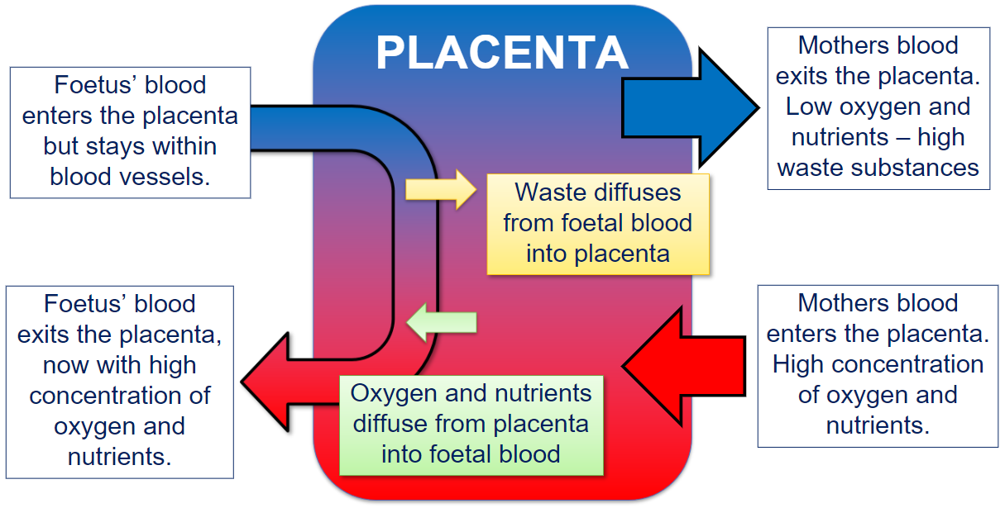 PLACENTA
Foetus’ blood
enters the placenta
but stays within
blood vessels.
Mothers blood
exits the placenta.
Low oxygen and
nutrients – high
waste substances
Waste diffuses
from foetal blood
into placenta
Foetus’ blood
exits the placenta,
now with high
concentration of
oxygen and
nutrients.
Oxygen and nutrients
diffuse from placenta
into foetal blood
Mothers blood
enters the placenta.
High concentration
of oxygen and
nutrients.